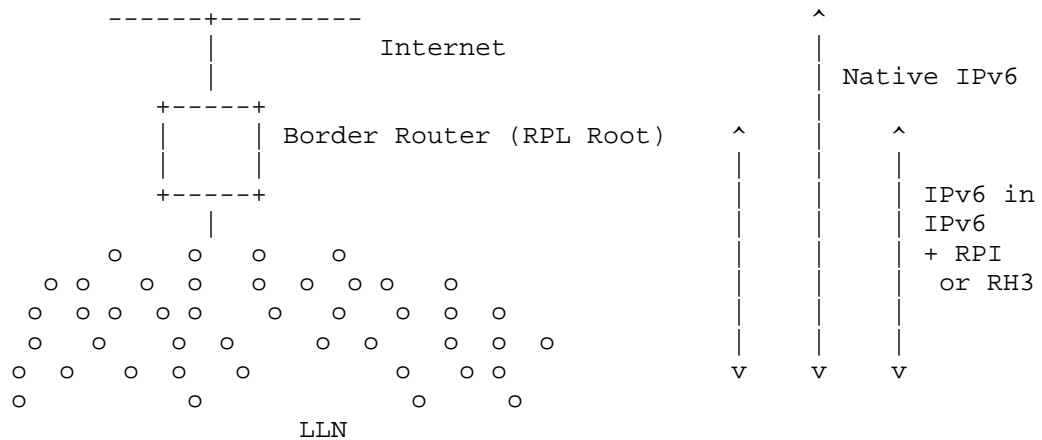 Internet
Native IPv6
Border Router (RPL Root)
IPv6 in
IPv6
+ RPI
or RH3
o o o o
o o o o o o o o o
o o o o o o o o o o
o o o o o o o o o
o o o o o o o o
o o o o
v v v
LLN